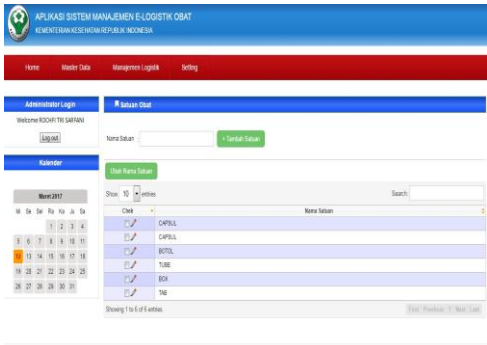 APLIKASI SISTEM MANAJEMEN E-LOGISTIK OBAT
KEMENTERIAN KESEHATAN REPUBLIK INDONESIA
Home Master Data Manajemen Logistik Setting
Administrator Login
Welcome ROCHFI TRI SARFANI
Log out
Kalender
Maret 2017
Mi Se Sel Ra Ka Ju Sa
1 2 3 4
5 6 7 8 9 10 11
12 13 14 15 16 17 18
19 20 21 22 23 24 25
26 27 28 29 30 31
Satuan Obat
Nama Satuan : + Tambah Satuan
Ubah Nama Satuan
Show 10 entries Search:
Chek Nama Satuan
CAPSUL
CAPSUL
BOTOL
TUBE
BOX
TAB
Showing 1 to 6 of 6 entries First Previous 1 Next Last